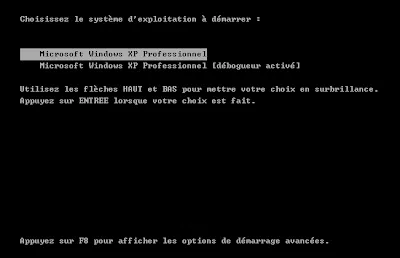 Choisissez le système d'exploitation à démarrer :
Microsoft Windows XP Professionnel
Microsoft Windows XP Professionnel [débogueur activé]
Utilisez les flèches HAUT et BAS pour mettre votre choix en surbrillance.
Appuyez sur ENTREE lorsque votre choix est fait.
Appuyez sur F8 pour afficher les options de démarrage avancées.